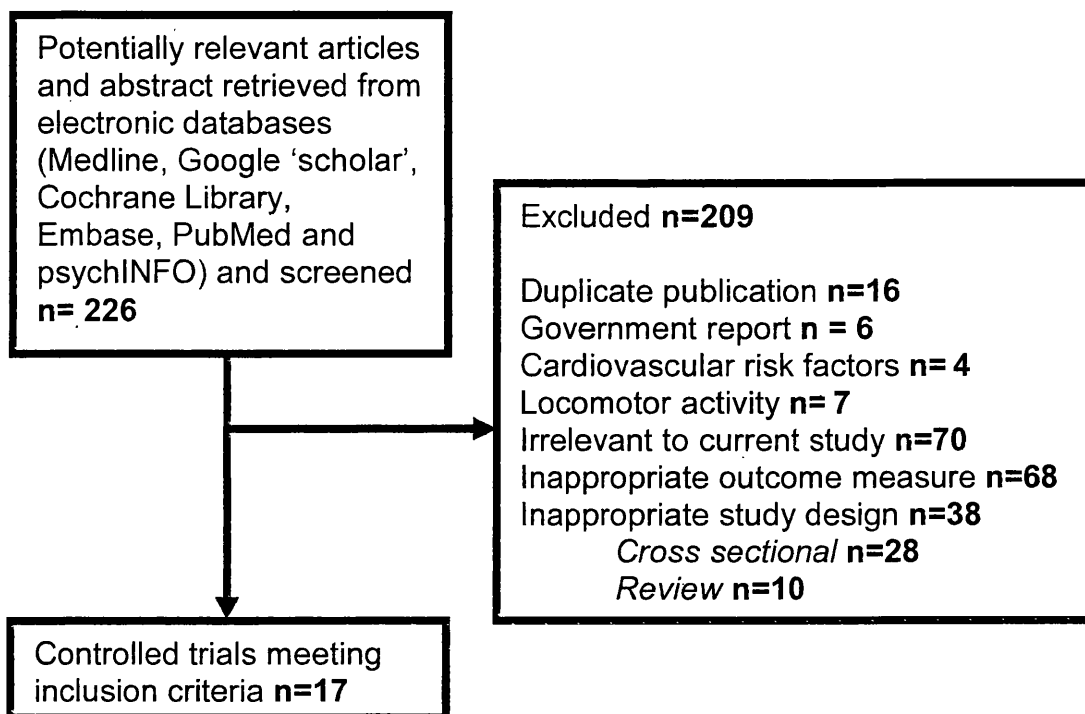 Potentially relevant articles
and abstract retrieved from
electronic databases
(Medline, Google ‘scholar’,
Cochrane Library,
Embase, PubMed and
psychINFO) and screened
n= 226
Excluded n=209
Duplicate publication n=16
Government report n = 6
Cardiovascular risk factors n= 4
Locomotor activity n= 7
Irrelevant to current study n=70
Inappropriate outcome measure n=68
Inappropriate study design n=38
Cross sectional n=28
Review n=10
Controlled trials meeting
inclusion criteria n=17